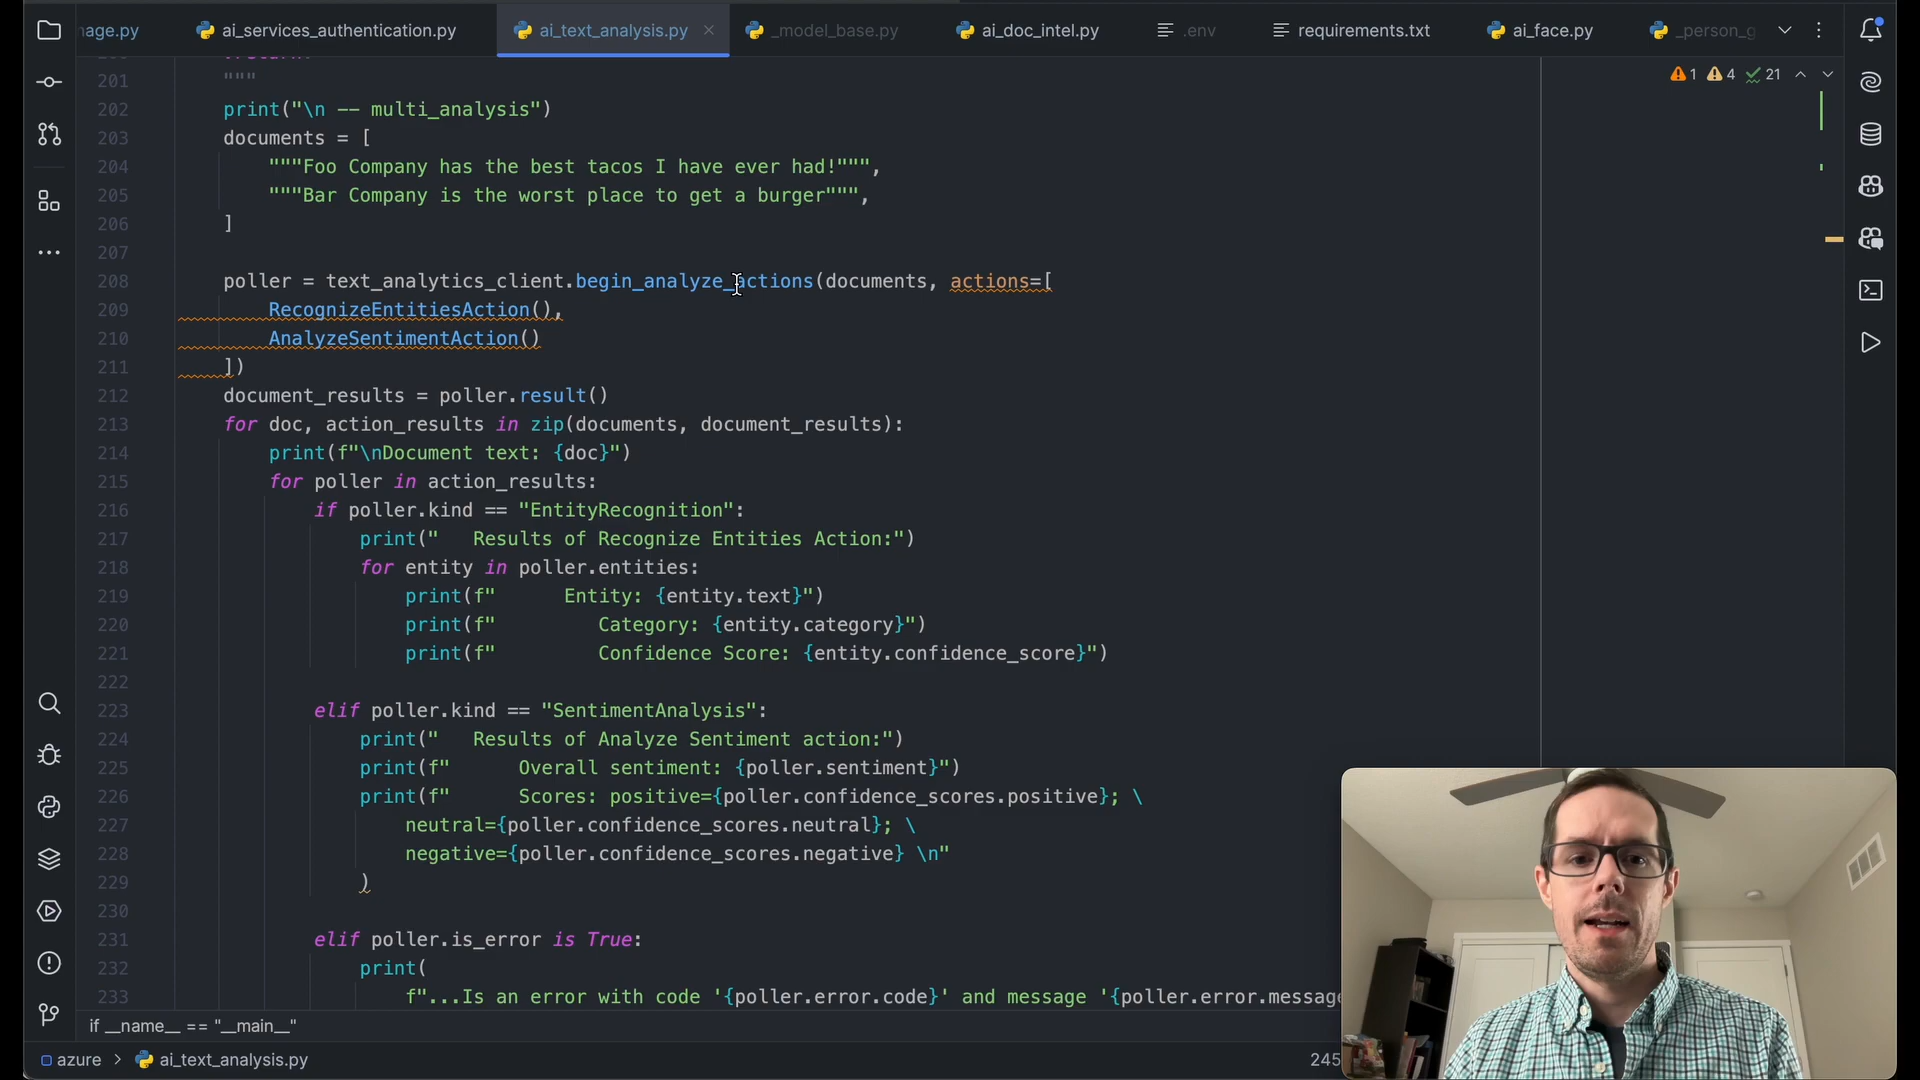 nage.py
ai_services_authentication.py
ai_text_analysis.py
_model_base.py
ai_doc_intel.py
.env
requirements.txt
ai_face.py
_person_g
1 4 21
201 """
202 print("\n -- multi_analysis")
203 documents = [
204 """Foo Company has the best tacos I have ever had!""",
205 """Bar Company is the worst place to get a burger""",
206 ]
207
208 poller = text_analytics_client.begin_analyze_actions(documents, actions=[
209 RecognizeEntitiesAction(),
210 AnalyzeSentimentAction()
211 ])
212 document_results = poller.result()
213 for doc, action_results in zip(documents, document_results):
214 print(f"\nDocument text: {doc}")
215 for poller in action_results:
216 if poller.kind == "EntityRecognition":
217 print("   Results of Recognize Entities Action:")
218 for entity in poller.entities:
219 print(f"      Entity: {entity.text}")
220 print(f"         Category: {entity.category}")
221 print(f"         Confidence Score: {entity.confidence_score}")
222
223 elif poller.kind == "SentimentAnalysis":
224 print("   Results of Analyze Sentiment action:")
225 print(f"      Overall sentiment: {poller.sentiment}")
226 print(f"      Scores: positive={poller.confidence_scores.positive}; \
227 neutral={poller.confidence_scores.neutral}; \
228 negative={poller.confidence_scores.negative} \n"
229 )
230
231 elif poller.is_error is True:
232 print(
233 f"...Is an error with code '{poller.error.code}' and message '{poller.error.message
if __name__ == "__main__"
azure > ai_text_analysis.py
245